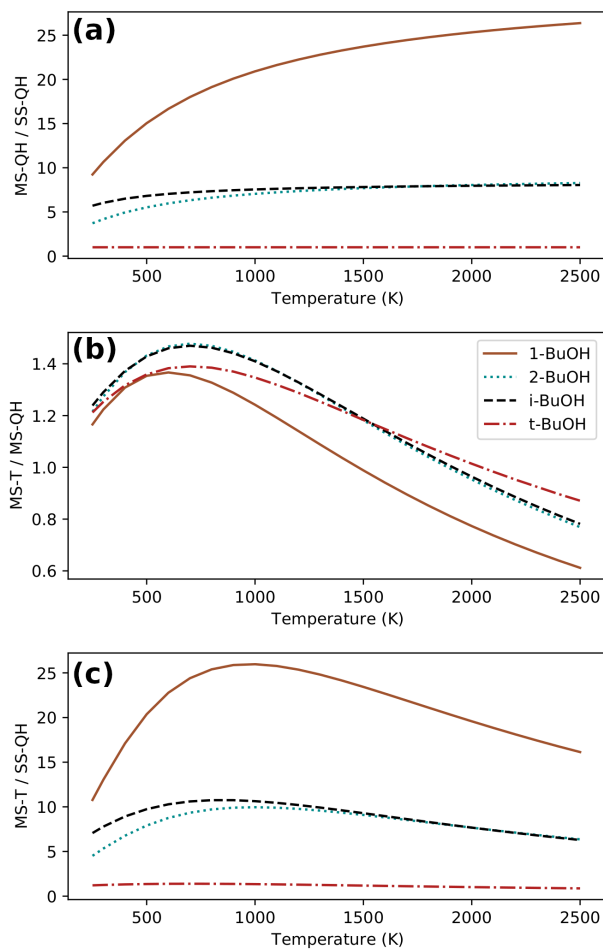 (a)
MS-QH / SS-QH
25
20
15
10
5
0
500 1000 1500 2000 2500
Temperature (K)
(b)
MS-T / MS-QH
1.4
1.2
1.0
0.8
0.6
1-BuOH
2-BuOH
i-BuOH
t-BuOH
500 1000 1500 2000 2500
Temperature (K)
(c)
MS-T / SS-QH
25
20
15
10
5
0
500 1000 1500 2000 2500
Temperature (K)